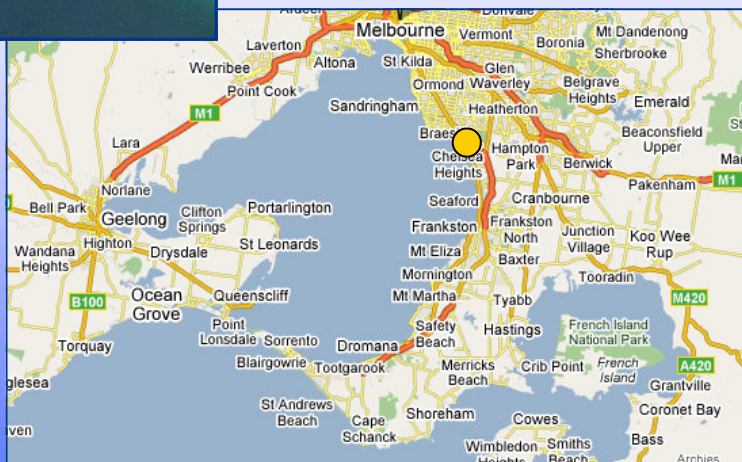 Melbourne
Vermont
Mt Dandenong
Boronia
Sherbrooke
Laverton
Werribee
Altona
St Kilda
Glen
Waverley
Ormond
Belgrave
Heights
Point Cook
Sandringham
Heatherton
Emerald
M1
Beaconsfield
Upper
Lara
Hampton
Park
Chelsea
Heights
Berwick
Pakenham
M1
Norlane
Bell Park
Geelong
Clifton
Springs
Portarlington
Seaford
Cranbourne
Frankston
Frankston
North
Junction
Village
Koo Wee
Rup
Highton
Drysdale
St Leonards
Wandana
Heights
Mt Eliza
Baxter
Mornington
Tooradin
B100
Ocean
Grove
Queenscliff
Mt Martha
Tyabb
M420
Point
Lonsdale
Sorrento
Safety
Beach
Hastings
French Island
National Park
Torquay
Blairgowrie
Dromana
Tootgarook
Merricks
Beach
Crib Point
French
Island
A420
Grantville
St Andrews
Beach
Cape
Schanck
Shoreham
Cowes
Coronet Bay
Wimbledon
Heights
Smiths
Beach
Bass
Archies